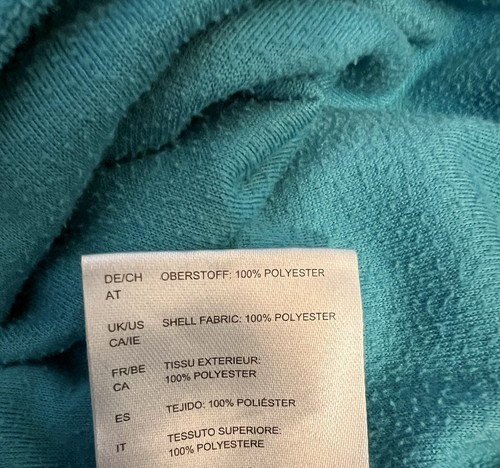 DE/CH OBERSTOFF: 100% POLYESTER
AT
UK/US SHELL FABRIC: 100% POLYESTER
CA/IE
FR/BE TISSU EXTERIEUR:
CA 100% POLYESTER
ES TEJIDO: 100% POLIÉSTER
IT TESSUTO SUPERIORE:
100% POLYESTERE